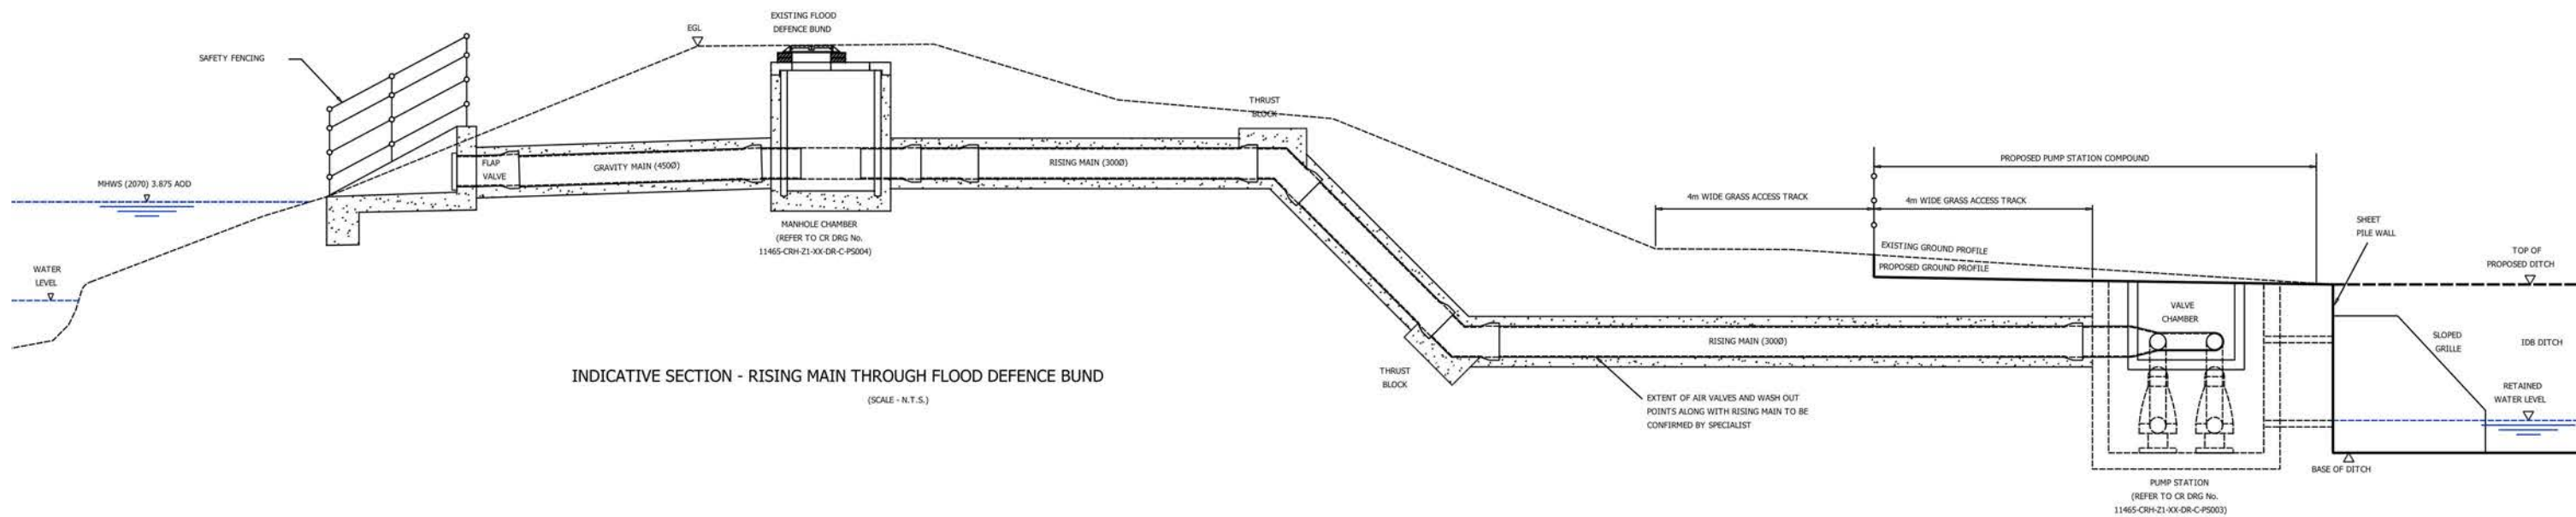 EXISTING FLOOD
DEFENCE BUND
EGL
SAFETY FENCING
THRUST
BLOCK
FLAP
VALVE
GRAVITY MAIN (450Ø)
RISING MAIN (300Ø)
PROPOSED PUMP STATION COMPOUND
MHWS (2070) 3.875 AOD
4m WIDE GRASS ACCESS TRACK
4m WIDE GRASS ACCESS TRACK
MANHOLE CHAMBER
(REFER TO CR DRG No.
11465-CRH-Z1-XX-DR-C-PS004)
SHEET
PILE WALL
EXISTING GROUND PROFILE
PROPOSED GROUND PROFILE
TOP OF
PROPOSED DITCH
WATER
LEVEL
VALVE
CHAMBER
RISING MAIN (300Ø)
SLOPED
GRILLE
IDB DITCH
INDICATIVE SECTION - RISING MAIN THROUGH FLOOD DEFENCE BUND
(SCALE - N.T.S.)
THRUST
BLOCK
EXTENT OF AIR VALVES AND WASH OUT
POINTS ALONG WITH RISING MAIN TO BE
CONFIRMED BY SPECIALIST
RETAINED
WATER LEVEL
BASE OF DITCH
PUMP STATION
(REFER TO CR DRG No.
11465-CRH-Z1-XX-DR-C-PS003)